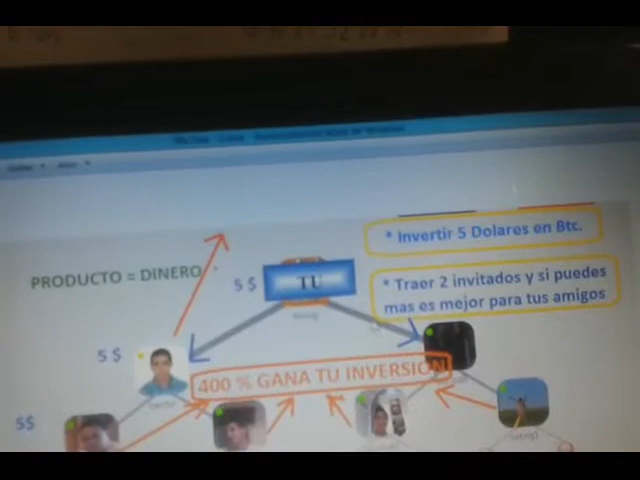 * Invertir 5 Dolares en Btc.
PRODUCTO = DINERO
5 $
TU
* Traer 2 invitados y si puedes
mas es mejor para tus amigos
5 $
400 % GANA TU INVERSION
5$